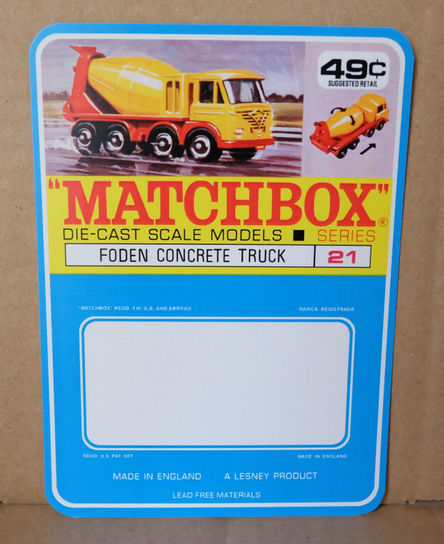 49¢
SUGGESTED RETAIL
"MATCHBOX"®
DIE-CAST SCALE MODELS ■ SERIES
FODEN CONCRETE TRUCK 21
"MATCHBOX" REGD. T.M. U.S. AND ABROAD MARCA REGISTRADA
REGD. U.S. PAT. OFF. MADE IN ENGLAND
MADE IN ENGLAND A LESNEY PRODUCT
LEAD FREE MATERIALS